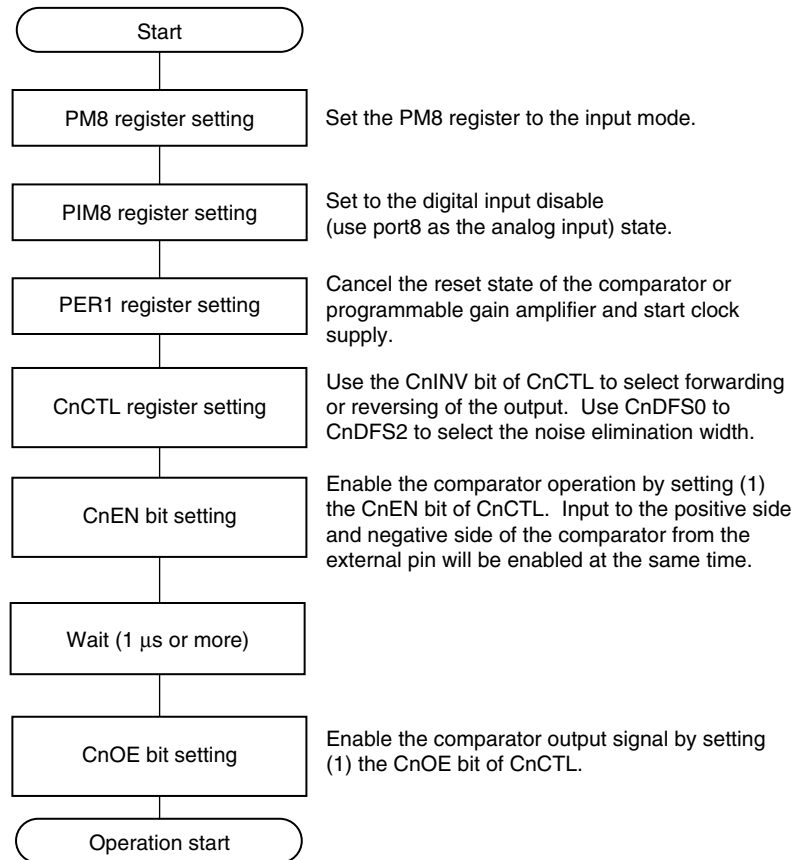 Start
PM8 register setting
Set the PM8 register to the input mode.
PIM8 register setting
Set to the digital input disable
(use port8 as the analog input) state.
PER1 register setting
Cancel the reset state of the comparator or
programmable gain amplifier and start clock
supply.
CnCTL register setting
Use the CnINV bit of CnCTL to select forwarding
or reversing of the output.  Use CnDFS0 to
CnDFS2 to select the noise elimination width.
CnEN bit setting
Enable the comparator operation by setting (1)
the CnEN bit of CnCTL.  Input to the positive side
and negative side of the comparator from the
external pin will be enabled at the same time.
Wait (1 μs or more)
CnOE bit setting
Enable the comparator output signal by setting
(1) the CnOE bit of CnCTL.
Operation start